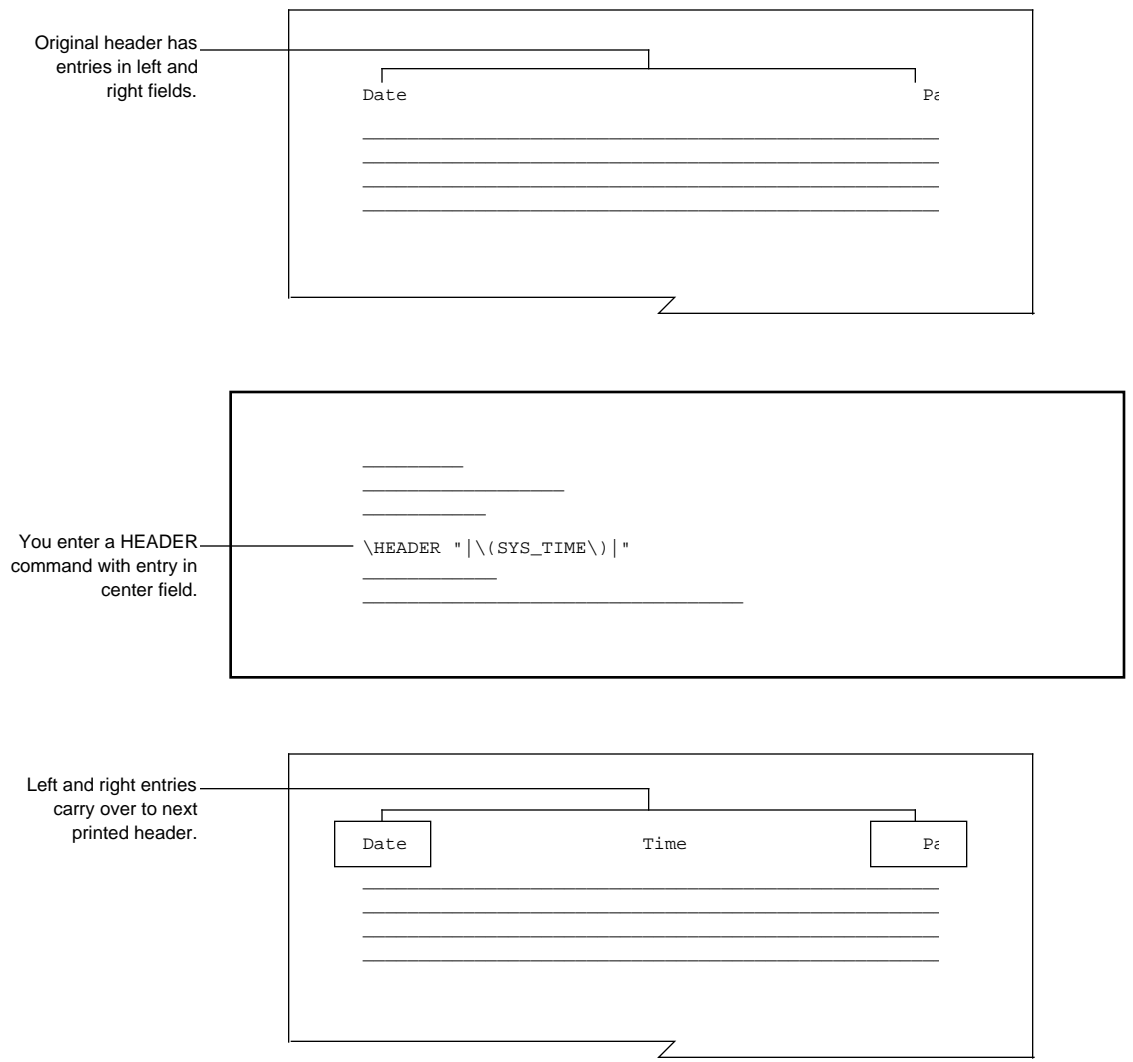 Original header has
entries in left and
right fields.
Date
You enter a HEADER
command with entry in
center field.
\HEADER "|\(SYS_TIME\)|"
Left and right entries
carry over to next
printed header.
Date Time